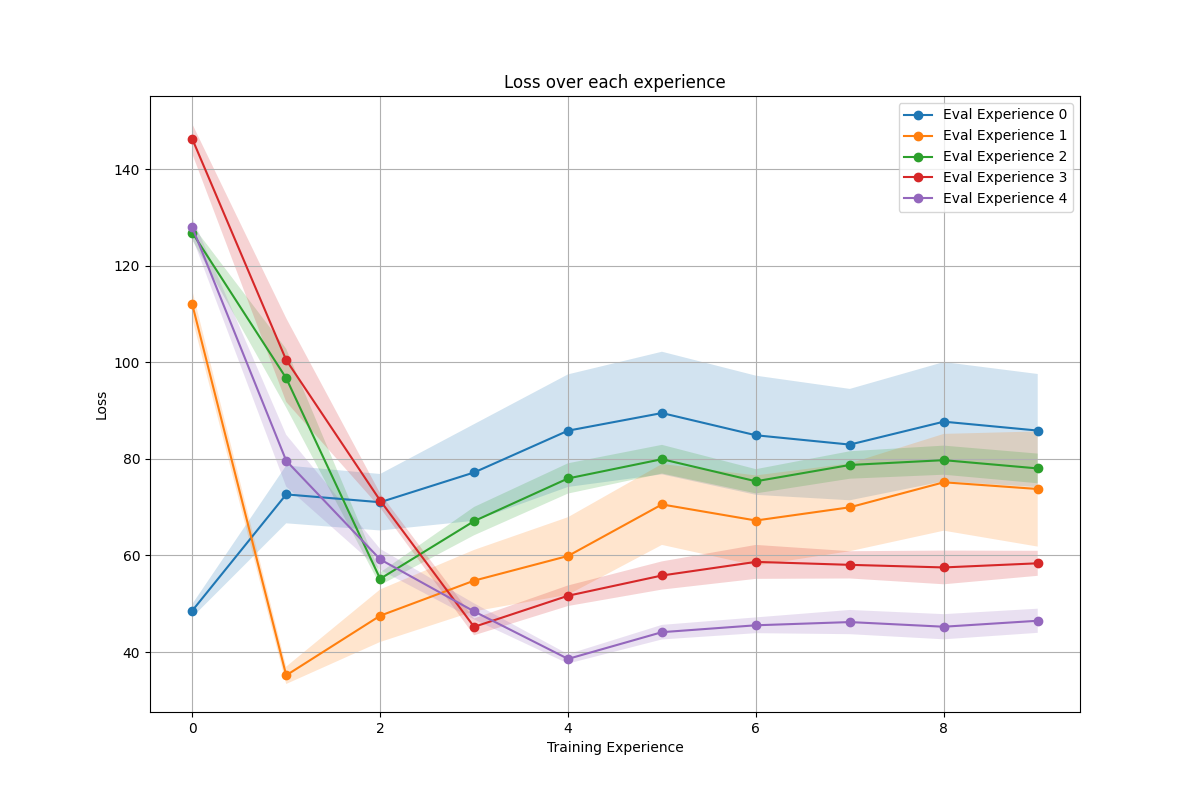 Loss over each experience
Eval Experience 0
Eval Experience 1
Eval Experience 2
Eval Experience 3
Eval Experience 4
140
120
100
80
60
40
Loss
0 2 4 6 8
Training Experience